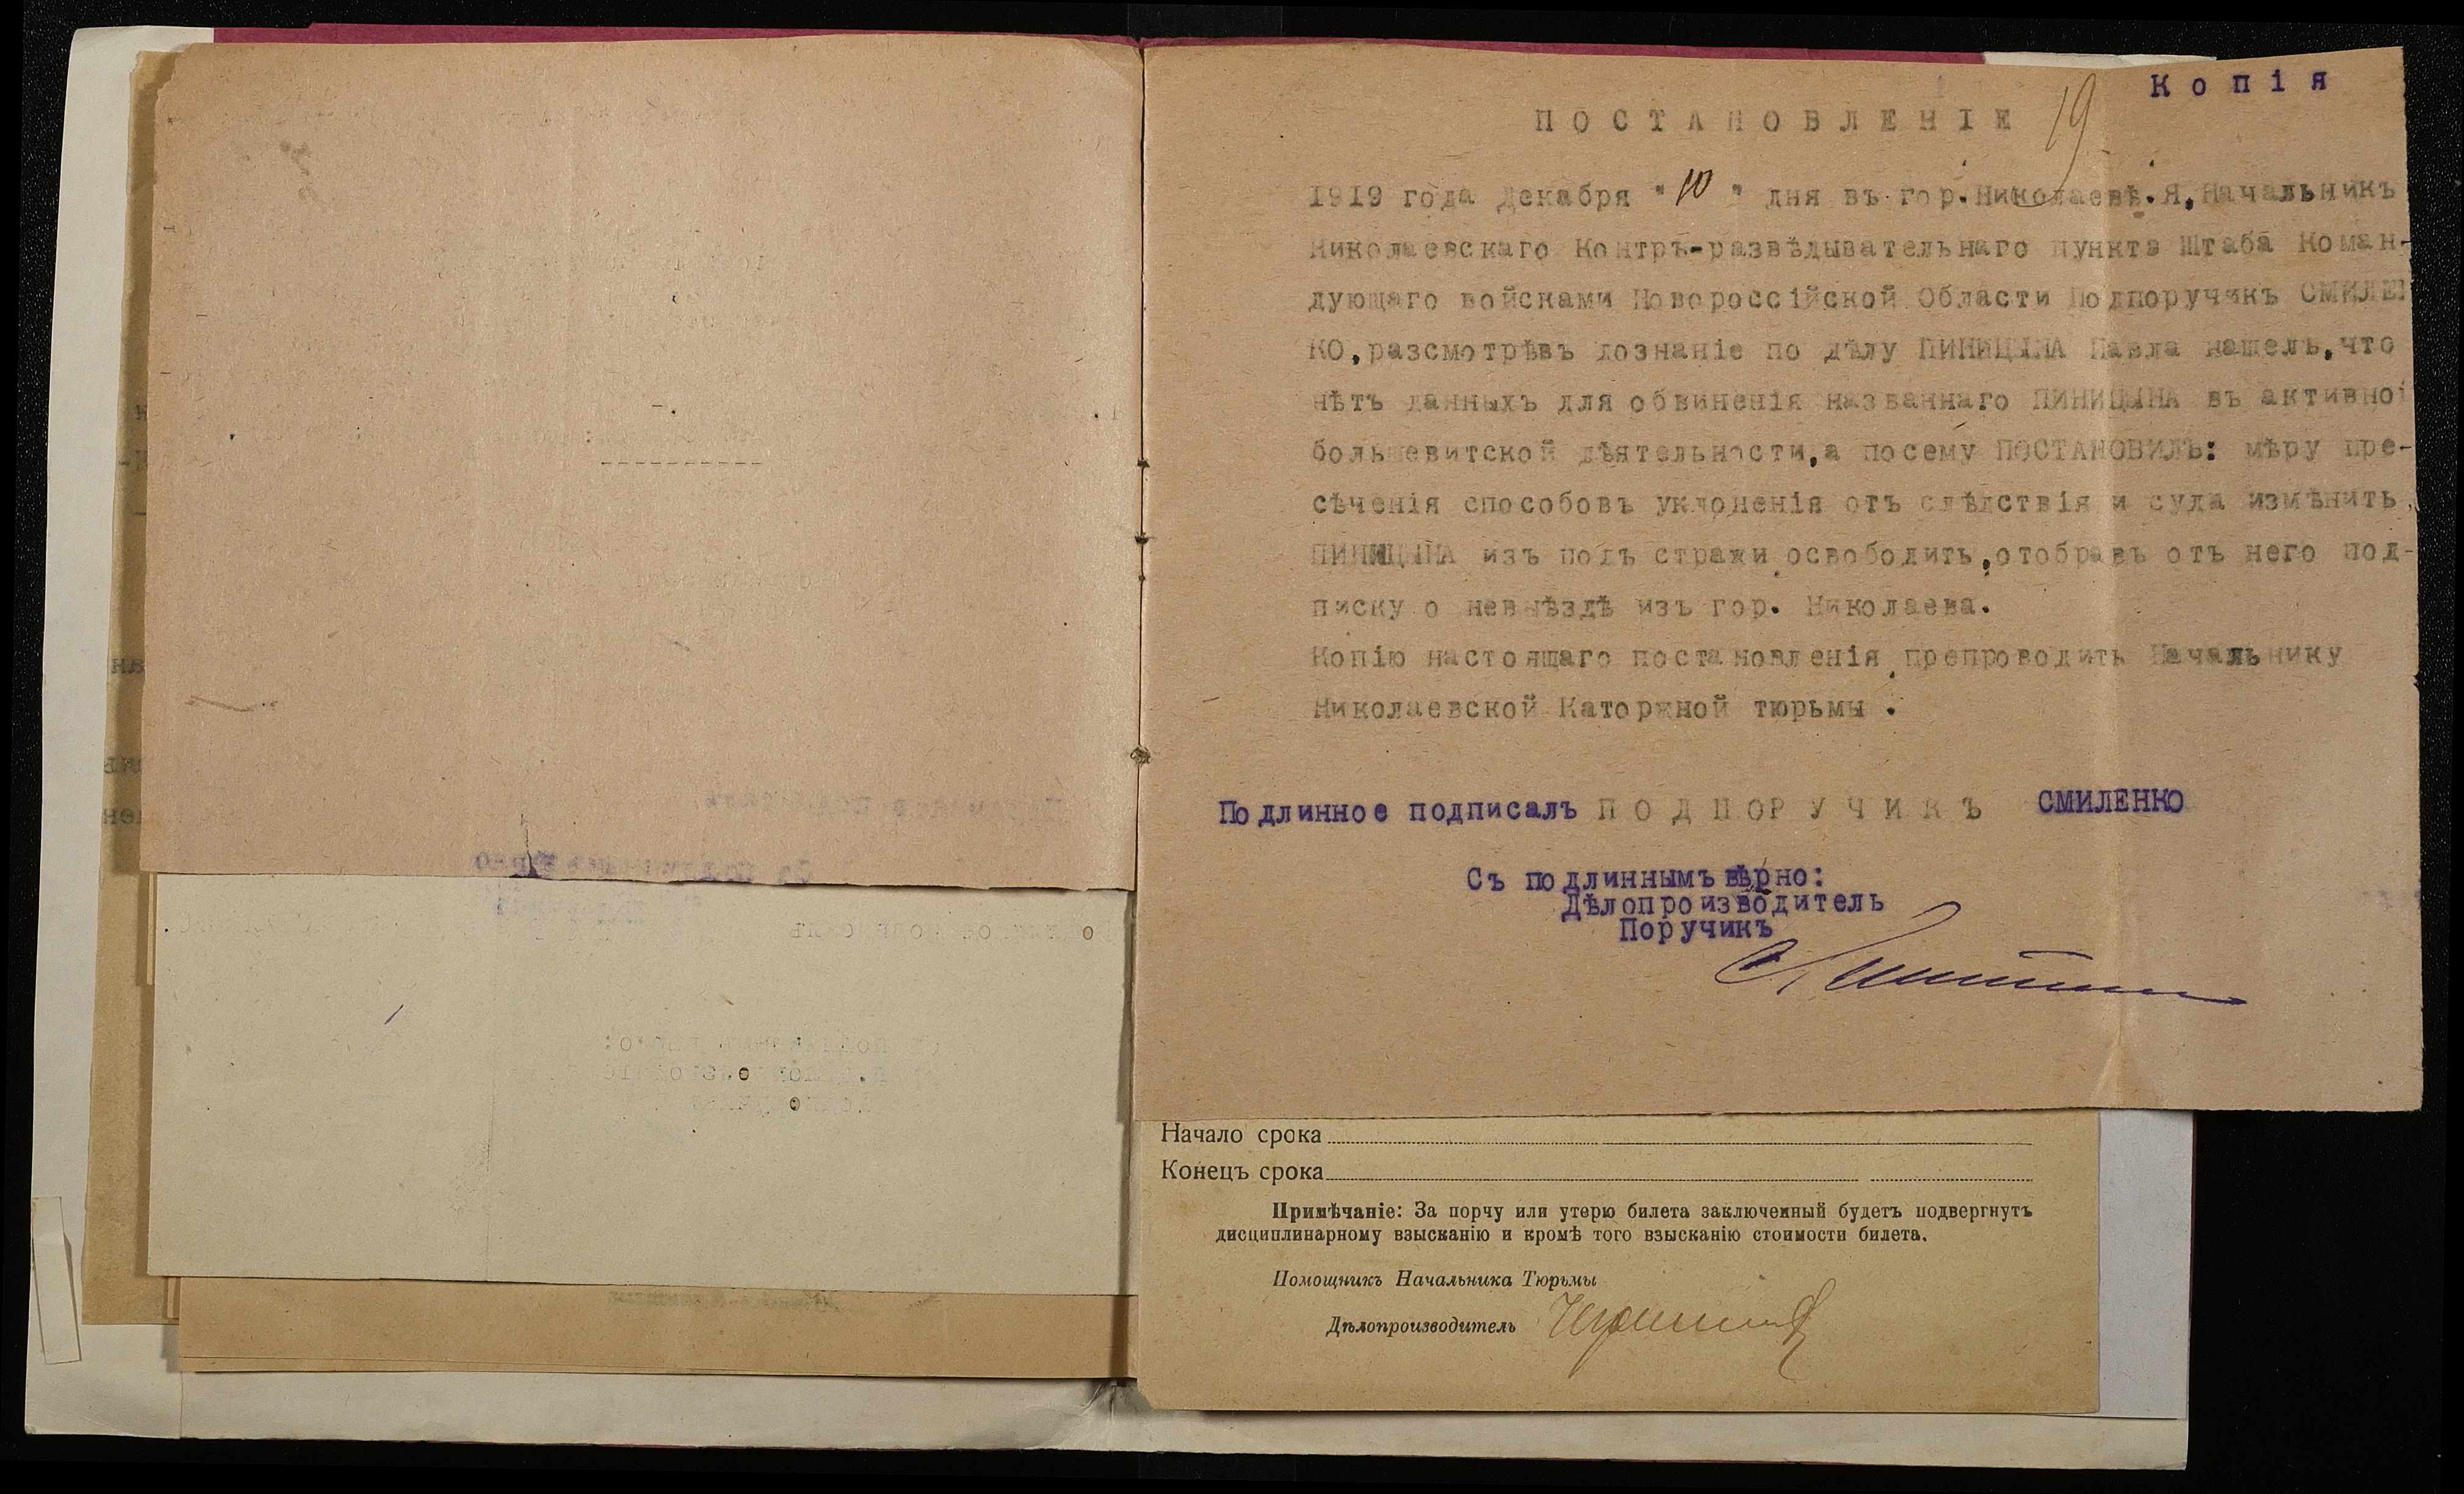 Копія
ПОСТАНОВЛЕНІЕ
19
1919 года Декабря "10" дня въ гор.Николаевѣ.Я,Начальникъ
Николаевскаго Контръ-развѣдывательнаго пункта Штаба Коман-
дующаго войсками Новороссійской Области Подпоручикъ СМИЛЕН
КО,разсмотрѣвъ дознаніе по дѣлу ПИНИЦЫНА Павла нашелъ,что
нѣтъ данныхъ для обвиненія названнаго ПИНИЦЫНА въ активной
большевитской дѣятельности,а посему ПОСТАНОВИЛЪ: мѣру пре-
сѣченія способовъ уклоненія отъ слѣдствія и суда измѣнить,
ПИНИЦЫНА изъ подъ стражи освободить,отобравъ отъ него под-
писку о невыѣздѣ изъ гор. Николаева.
Копію настоящаго постановленія препроводить Начальнику
Николаевской Каторжной тюрьмы .
Подлинное подписалъ ПОДПОРУЧИКЪ СМИЛЕНКО
Съ подлиннымъ вѣрно:
Дѣлопроизводитель
Поручикъ
Начало срока
Конецъ срока
Примѣчаніе: За порчу или утерю билета заключенный будетъ подвергнутъ
дисциплинарному взысканію и кромѣ того взысканію стоимости билета.
Помощникъ Начальника Тюрьмы
Дѣлопроизводитель